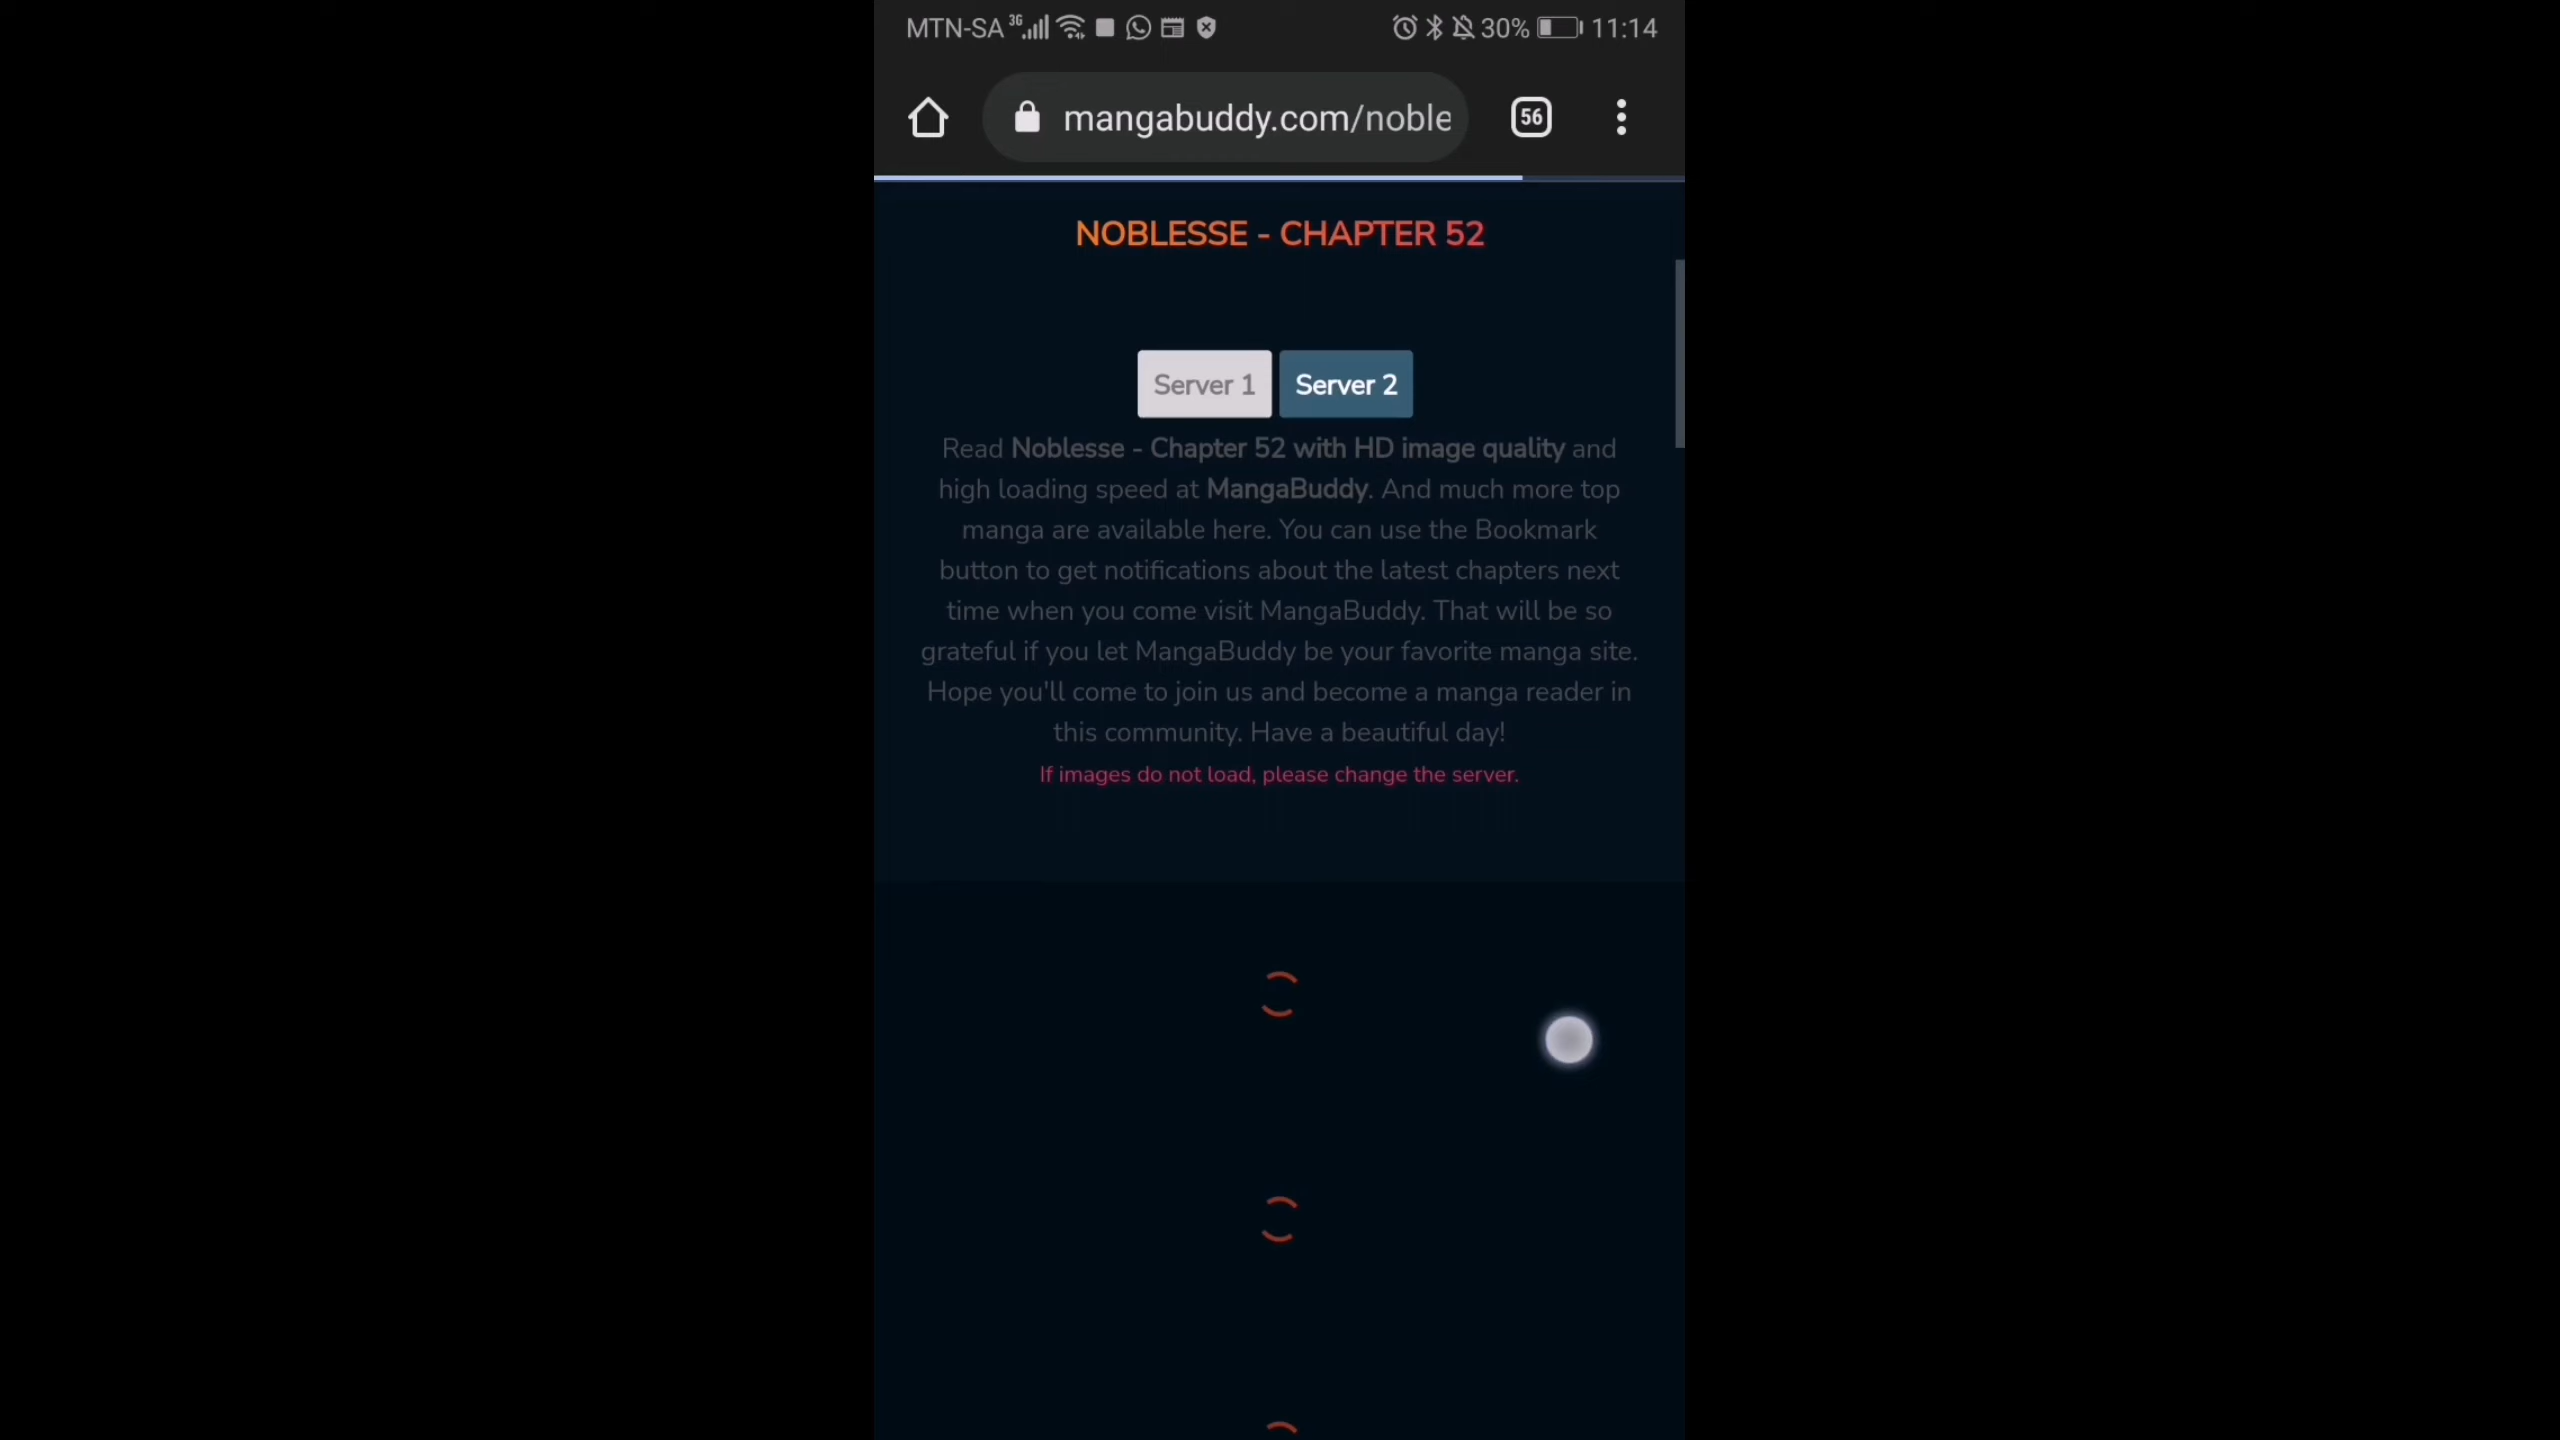 MTN-SA 3G 30% 11:14
mangabuddy.com/noble 56
NOBLESSE - CHAPTER 52
Server 1 Server 2
Read Noblesse - Chapter 52 with HD image quality and
high loading speed at MangaBuddy. And much more top
manga are available here. You can use the Bookmark
button to get notifications about the latest chapters next
time when you come visit MangaBuddy. That will be so
grateful if you let MangaBuddy be your favorite manga site.
Hope you'll come to join us and become a manga reader in
this community. Have a beautiful day!
If images do not load, please change the server.